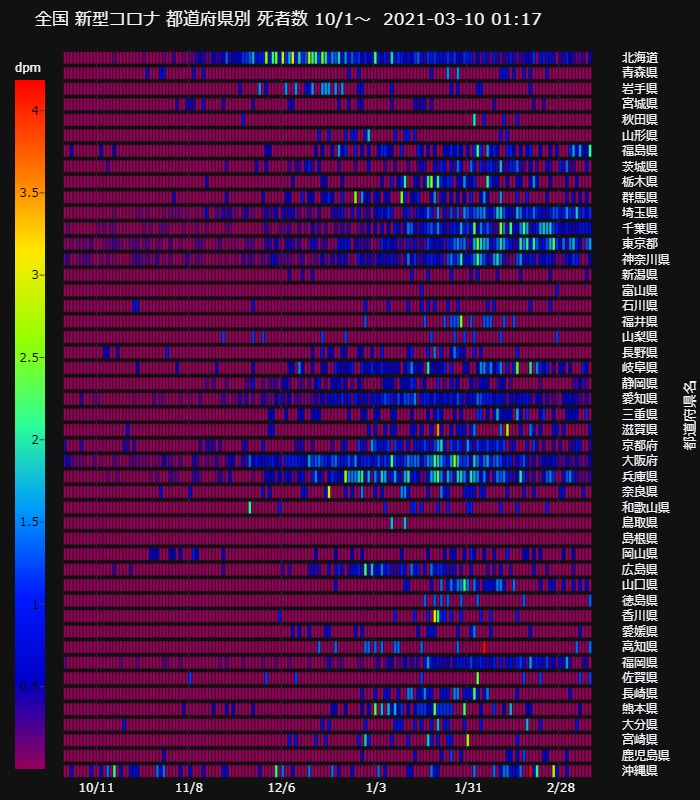 全国 新型コロナ 都道府県別 死者数 10/1～ 2021-03-10 01:17
dpm
4
3.5
3
2.5
2
1.5
1
0.5
北海道
青森県
岩手県
宮城県
秋田県
山形県
福島県
茨城県
栃木県
群馬県
埼玉県
千葉県
東京都
神奈川県
新潟県
富山県
石川県
福井県
山梨県
長野県
岐阜県
静岡県
愛知県
三重県
滋賀県
京都府
大阪府
兵庫県
奈良県
和歌山県
鳥取県
島根県
岡山県
広島県
山口県
徳島県
香川県
愛媛県
高知県
福岡県
佐賀県
長崎県
熊本県
大分県
宮崎県
鹿児島県
沖縄県
都道府県名
10/11 11/8 12/6 1/3 1/31 2/28